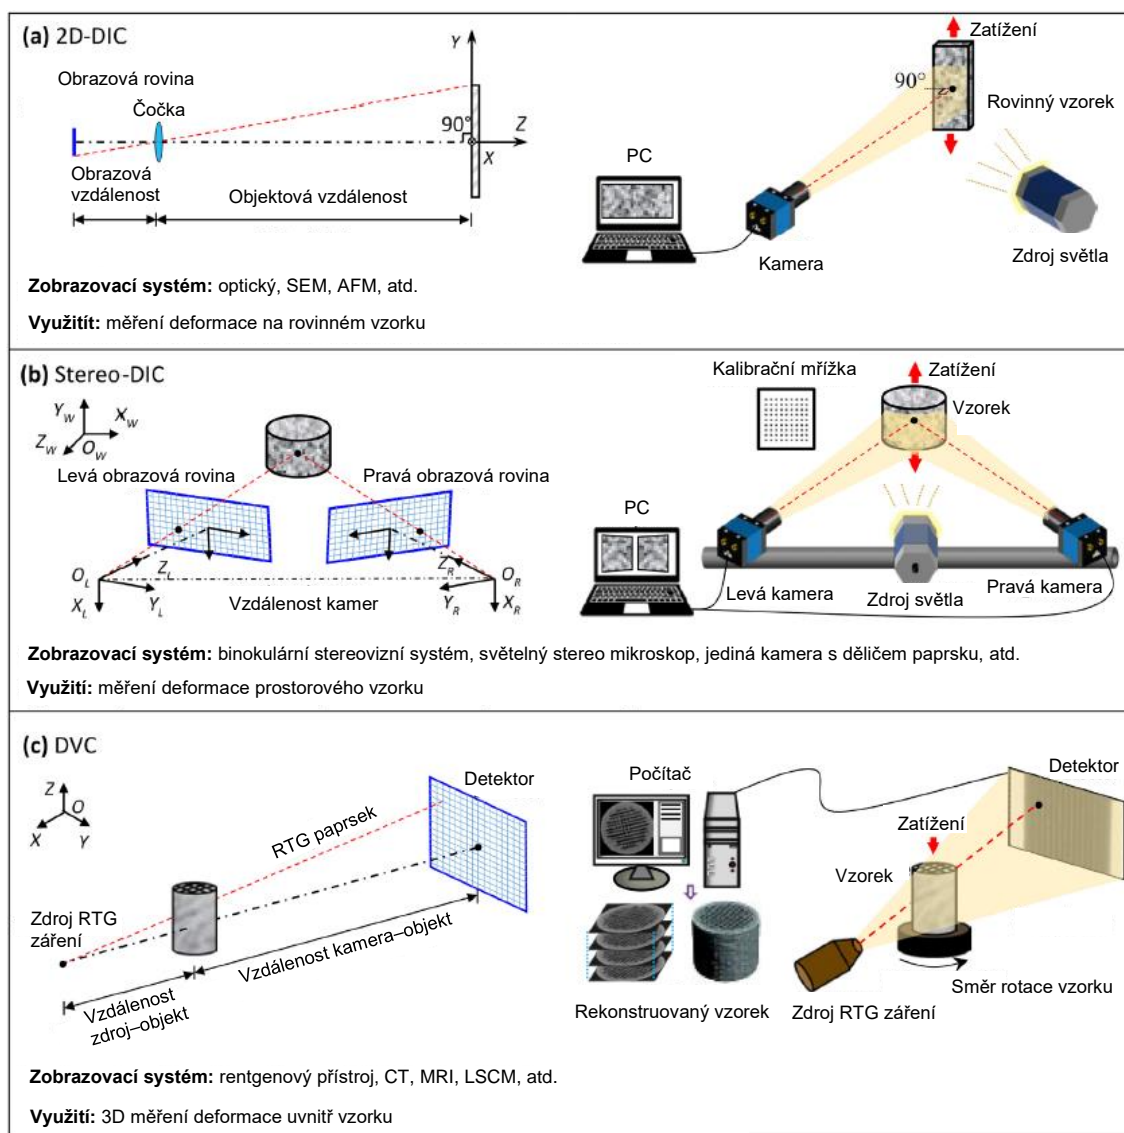 (a) 2D-DIC
Obrazová rovina
Čočka
Y
90°
Z
X
Obrazová
vzdálenost
Objektová vzdálenost
Zatížení
90°
Rovinný vzorek
PC
Kamera
Zdroj světla
Zobrazovací systém: optický, SEM, AFM, atd.
Využitít: měření deformace na rovinném vzorku
(b) Stereo-DIC
Y_W
X_W
Z_W
O_W
Levá obrazová rovina
Pravá obrazová rovina
O_L
Z_L
X_L
Y_L
Vzdálenost kamer
Z_R
O_R
Y_R
X_R
Kalibrační mřížka
Zatížení
Vzorek
PC
Levá kamera
Zdroj světla
Pravá kamera
Zobrazovací systém: binokulární stereovizní systém, světelný stereo mikroskop, jediná kamera s děličem paprsku, atd.
Využití: měření deformace prostorového vzorku
(c) DVC
Z
O
X
Y
Detektor
RTG paprsek
Zdroj RTG
záření
Vzdálenost kamera–objekt
Vzdálenost
zdroj–objekt
Počítač
Rekonstruovaný vzorek
Detektor
Zatížení
Vzorek
Směr rotace vzorku
Zdroj RTG záření
Zobrazovací systém: rentgenový přístroj, CT, MRI, LSCM, atd.
Využití: 3D měření deformace uvnitř vzorku